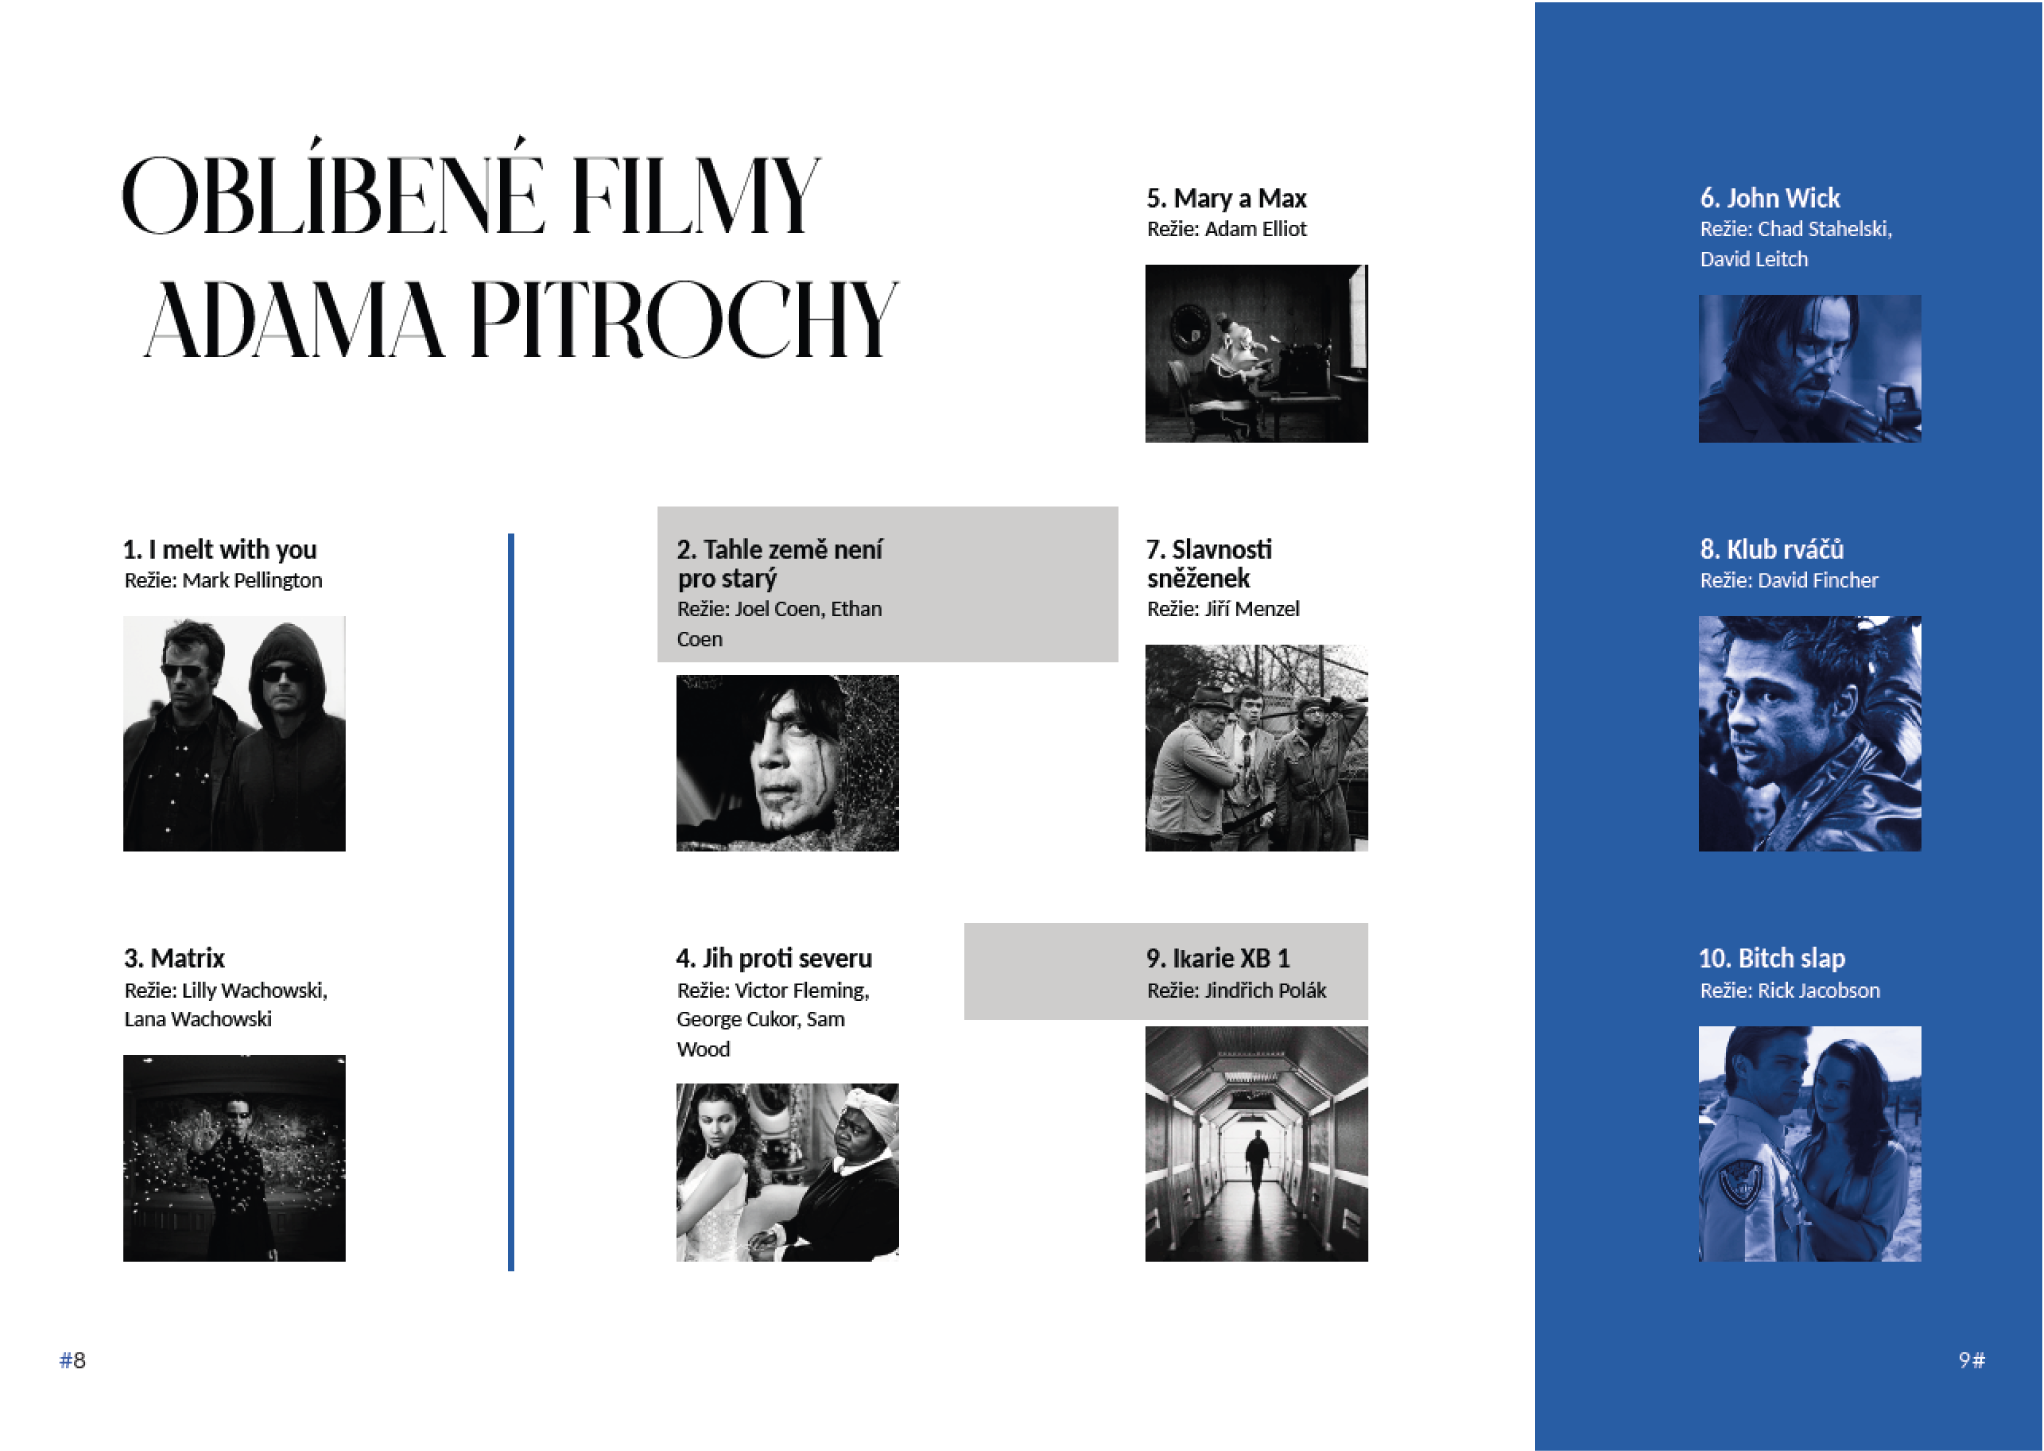 OBLÍBENÉ FILMY
ADAMA PITROCHY
1. I melt with you
Režie: Mark Pellington
2. Tahle země není
pro starý
Režie: Joel Coen, Ethan
Coen
3. Matrix
Režie: Lilly Wachowski,
Lana Wachowski
4. Jih proti severu
Režie: Victor Fleming,
George Cukor, Sam
Wood
5. Mary a Max
Režie: Adam Elliot
6. John Wick
Režie: Chad Stahelski,
David Leitch
7. Slavnosti
sněženek
Režie: Jiří Menzel
8. Klub rváčů
Režie: David Fincher
9. Ikarie XB 1
Režie: Jindřich Polák
10. Bitch slap
Režie: Rick Jacobson
#8
9#